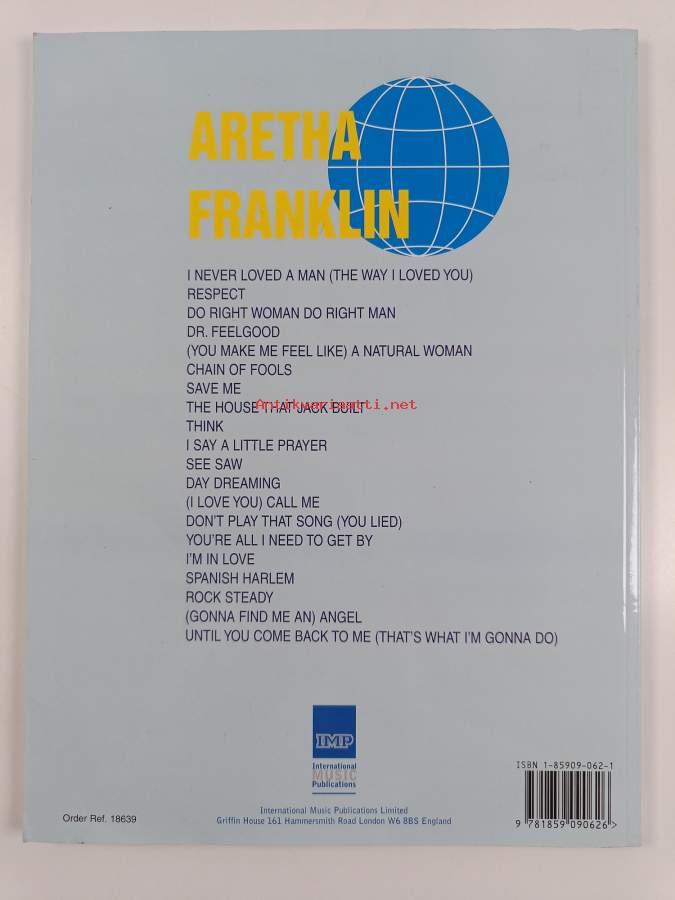 ARETHA
FRANKLIN
I NEVER LOVED A MAN (THE WAY I LOVED YOU)
RESPECT
DO RIGHT WOMAN DO RIGHT MAN
DR. FEELGOOD
(YOU MAKE ME FEEL LIKE) A NATURAL WOMAN
CHAIN OF FOOLS
SAVE ME
THE HOUSE THAT JACK BUILT
Antikvariaatti.net
THINK
I SAY A LITTLE PRAYER
SEE SAW
DAY DREAMING
(I LOVE YOU) CALL ME
DON'T PLAY THAT SONG (YOU LIED)
YOU'RE ALL I NEED TO GET BY
I'M IN LOVE
SPANISH HARLEM
ROCK STEADY
(GONNA FIND ME AN) ANGEL
UNTIL YOU COME BACK TO ME (THAT'S WHAT I'M GONNA DO)
IMP
International
MUSIC
Publications
International Music Publications Limited
Griffin House 161 Hammersmith Road London W6 8BS England
Order Ref. 18639
ISBN 1-85909-062-1
9 781859 090626 >